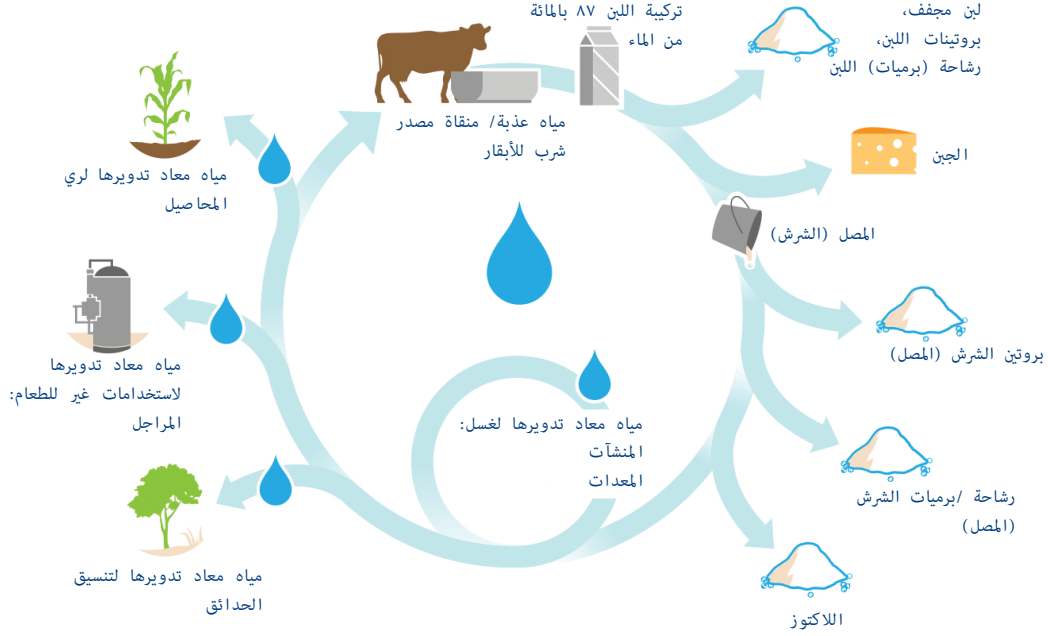 تركيبة اللبن ٨٧ بالمائة
من الماء
لبن مجفف،
بروتينات اللبن،
رشاحة (برميات) اللبن
مياه عذبة/ منقاة مصدر
شرب للأبقار
الجبن
مياه معاد تدويرها لري
المحاصيل
المصل (الشرش)
بروتين الشرش (المصل)
مياه معاد تدويرها
لاستخدامات غير للطعام:
المراجل
مياه معاد تدويرها لغسل:
المنشآت
المعدات
رشاحة /برميات الشرش
(المصل)
مياه معاد تدويرها لتنسيق
الحدائق
اللاكتوز